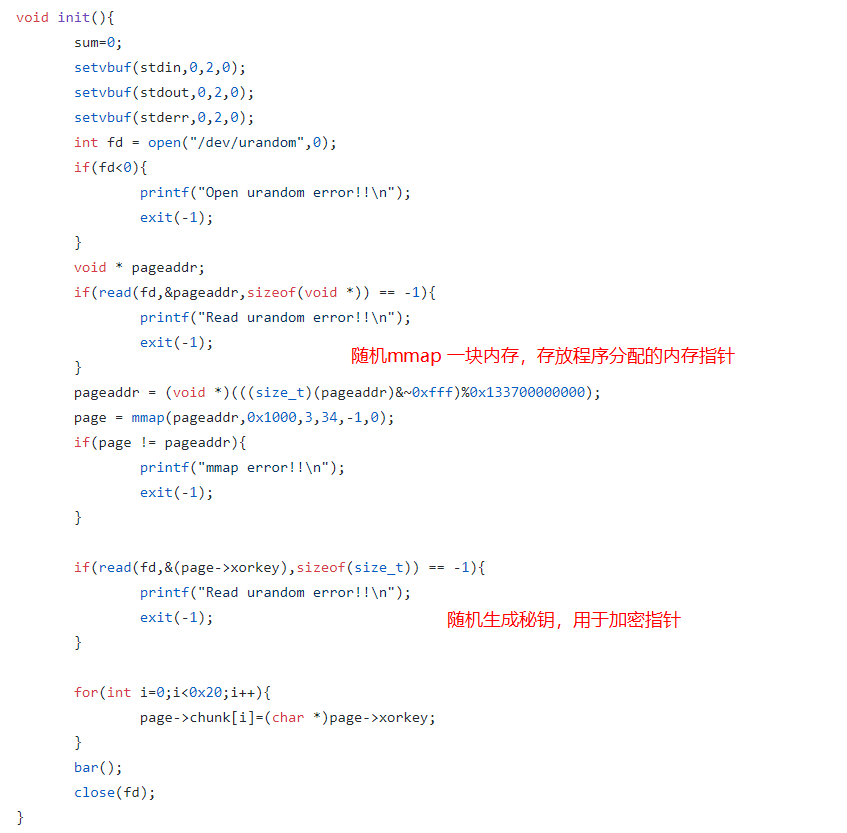 void init(){
sum=0;
setvbuf(stdin,0,2,0);
setvbuf(stdout,0,2,0);
setvbuf(stderr,0,2,0);
int fd = open("/dev/urandom",0);
if(fd<0){
printf("Open urandom error!!\n");
exit(-1);
}
void * pageaddr;
if(read(fd,&pageaddr,sizeof(void *)) == -1){
printf("Read urandom error!!\n");
exit(-1);
随机mmap 一块内存，存放程序分配的内存指针
}
pageaddr = (void *)(((size_t)(pageaddr)&~0xfff)%0x133700000000);
page = mmap(pageaddr,0x1000,3,34,-1,0);
if(page != pageaddr){
printf("mmap error!!\n");
exit(-1);
}
if(read(fd,&(page->xorkey),sizeof(size_t)) == -1){
printf("Read urandom error!!\n");
exit(-1);
随机生成秘钥，用于加密指针
}
for(int i=0;i<0x20;i++){
page->chunk[i]=(char *)page->xorkey;
}
bar();
close(fd);
}